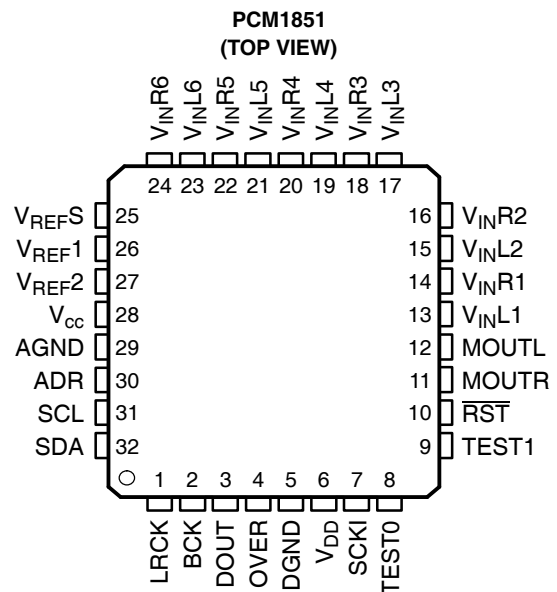 PCM1851
(TOP VIEW)
VINR6
VINL6
VINR5
VINL5
VINR4
VINL4
VINR3
VINL3
24 23 22 21 20 19 18 17
VREFS 25
VREF1 26
VREF2 27
Vcc 28
AGND 29
ADR 30
SCL 31
SDA 32
16 VINR2
15 VINL2
14 VINR1
13 VINL1
12 MOUTL
11 MOUTR
10 RST
9 TEST1
1 2 3 4 5 6 7 8
LRCK
BCK
DOUT
OVER
DGND
VDD
SCKI
TEST0